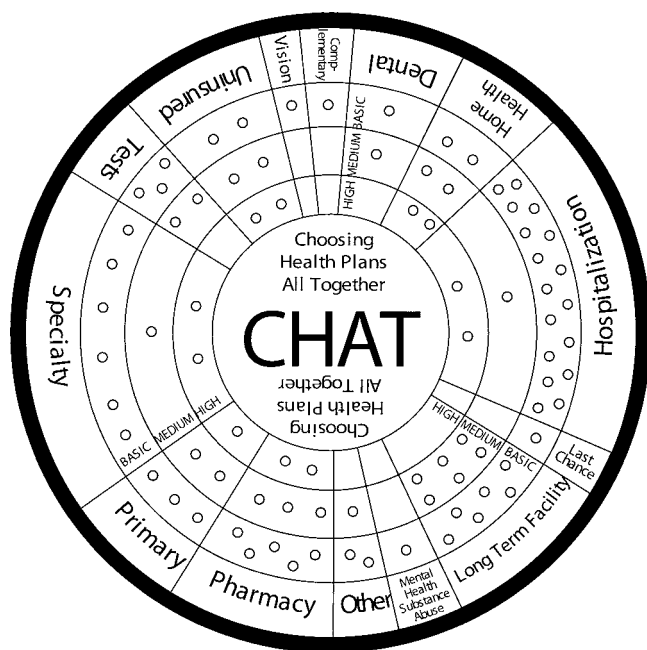 Vision
Comp-
lementary
Dental
Home
Health
Hospitalization
Last
Chance
Long Term Facility
Mental
Health
Substance
Abuse
Other
Pharmacy
Primary
Specialty
Tests
Uninsured
HIGH MEDIUM BASIC
HIGH MEDIUM BASIC
BASIC MEDIUM HIGH
Choosing
Health Plans
All Together
CHAT
Choosing
Health Plans
All Together